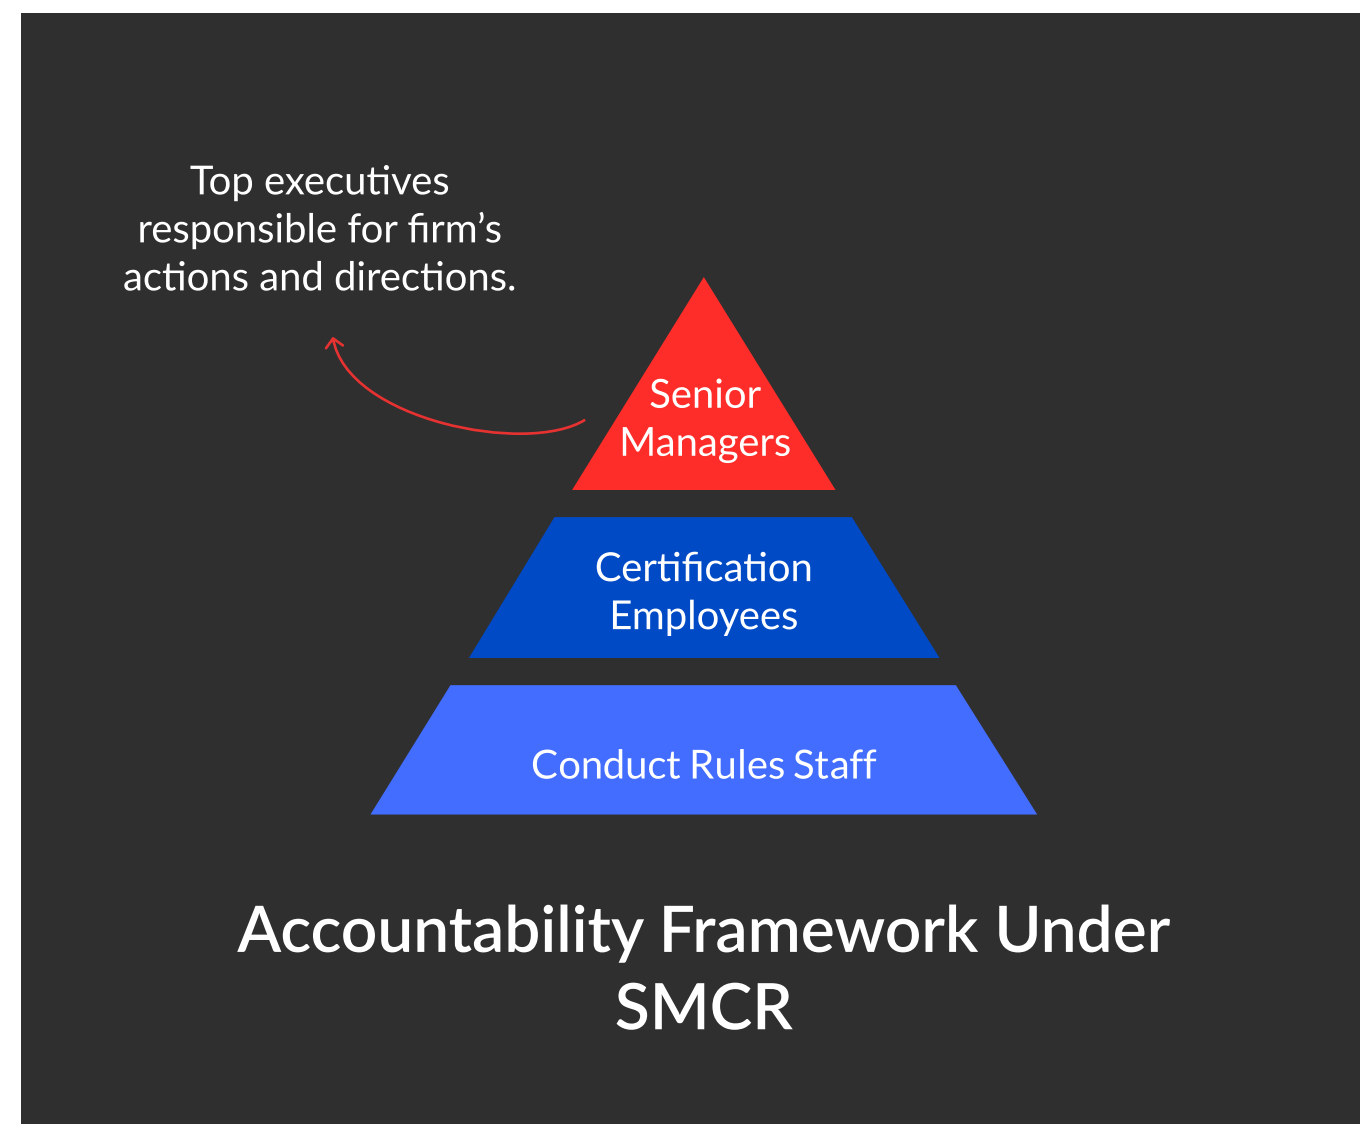 Top executives
responsible for firm’s
actions and directions.
Senior
Managers
Certification
Employees
Conduct Rules Staff
Accountability Framework Under
SMCR